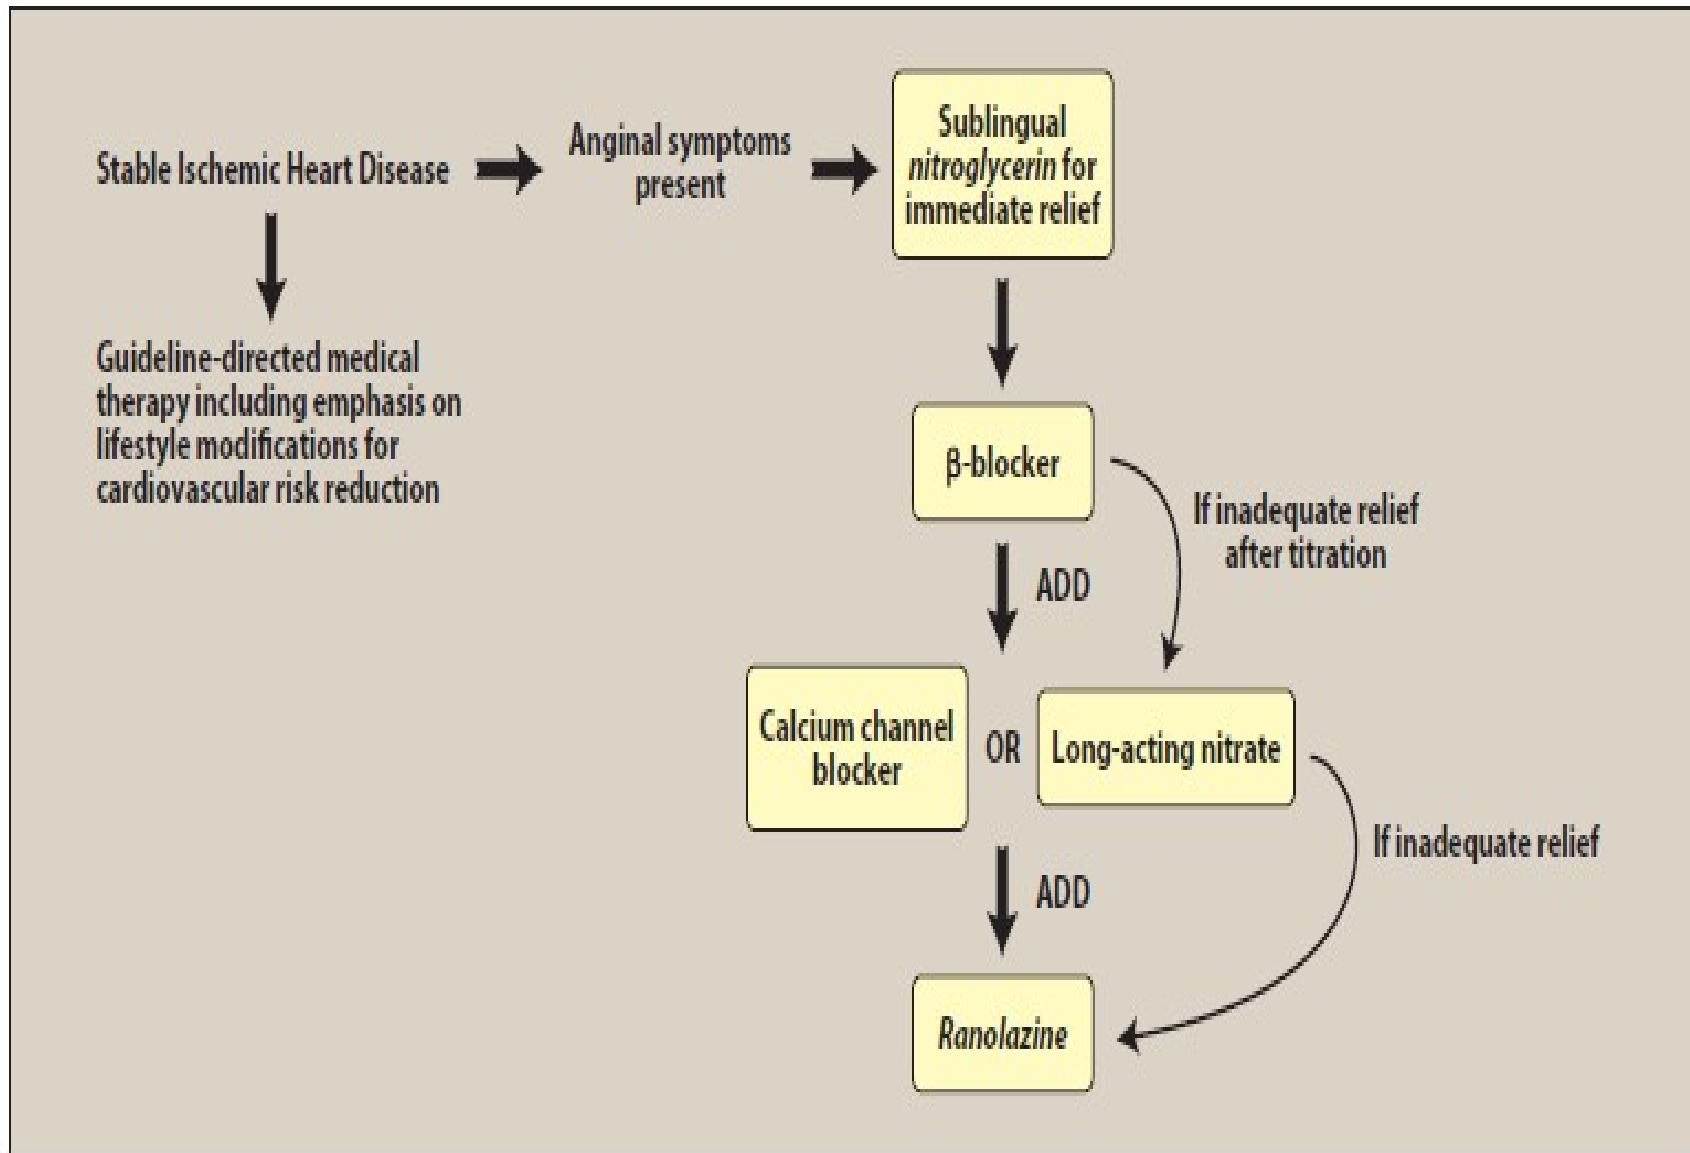 Stable Ischemic Heart Disease
Anginal symptoms
present
Sublingual
nitroglycerin for
immediate relief
Guideline-directed medical
therapy including emphasis on
lifestyle modifications for
cardiovascular risk reduction
β-blocker
If inadequate relief
after titration
ADD
Calcium channel
blocker
OR
Long-acting nitrate
If inadequate relief
ADD
Ranolazine